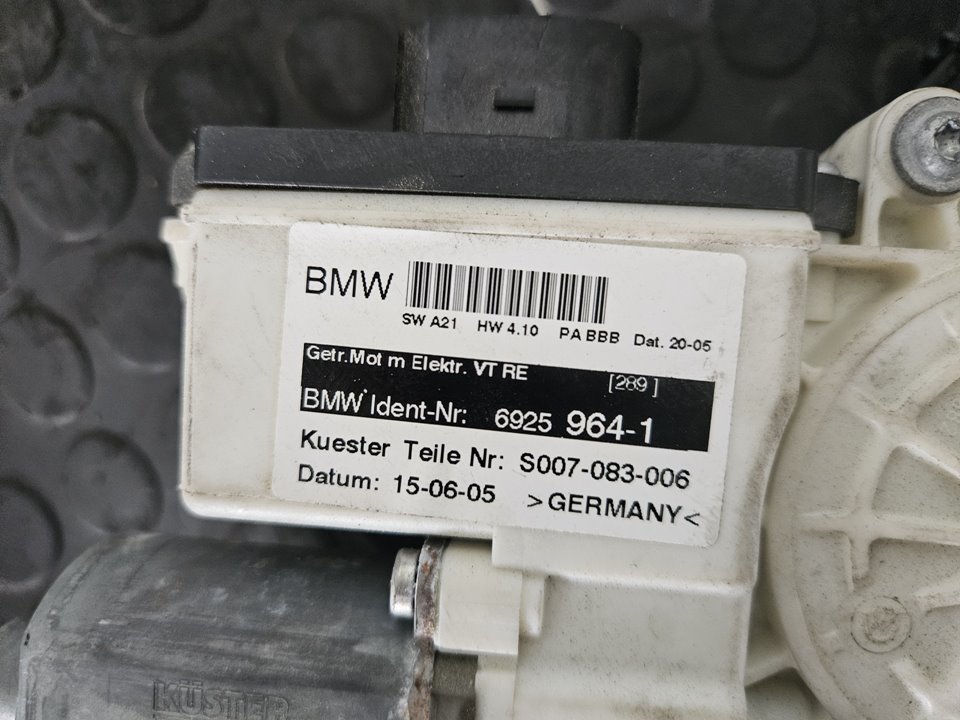 BMW
SW A21 HW 4.10 PA BBB Dat. 20-05
Getr.Mot m Elektr. VT RE [289]
BMW Ident-Nr: 6925 964-1
Kuester Teile Nr: S007-083-006
Datum: 15-06-05 >GERMANY<
KÜSTER